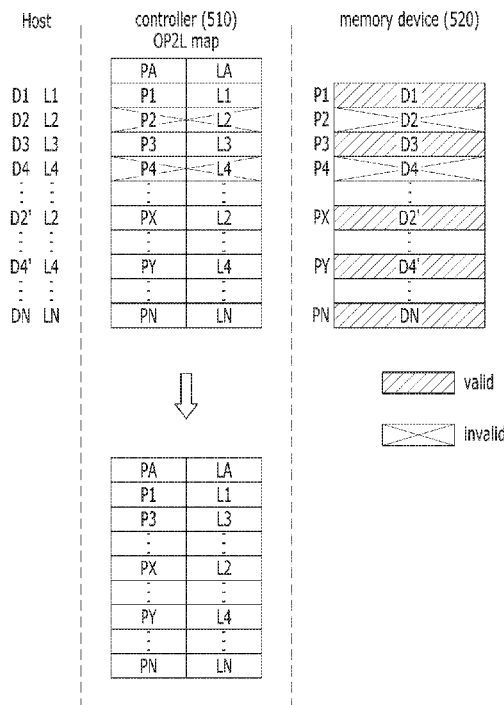 Host controller (510) memory device (520)
OP2L map
PA LA
D1 L1 P1 L1 P1 D1
D2 L2 P2 L2 P2 D2
D3 L3 P3 L3 P3 D3
D4 L4 P4 L4 P4 D4
D2' L2 PX L2 PX D2'
D4' L4 PY L4 PY D4'
DN LN PN LN PN DN
valid
invalid
PA LA
P1 L1
P3 L3
PX L2
PY L4
PN LN